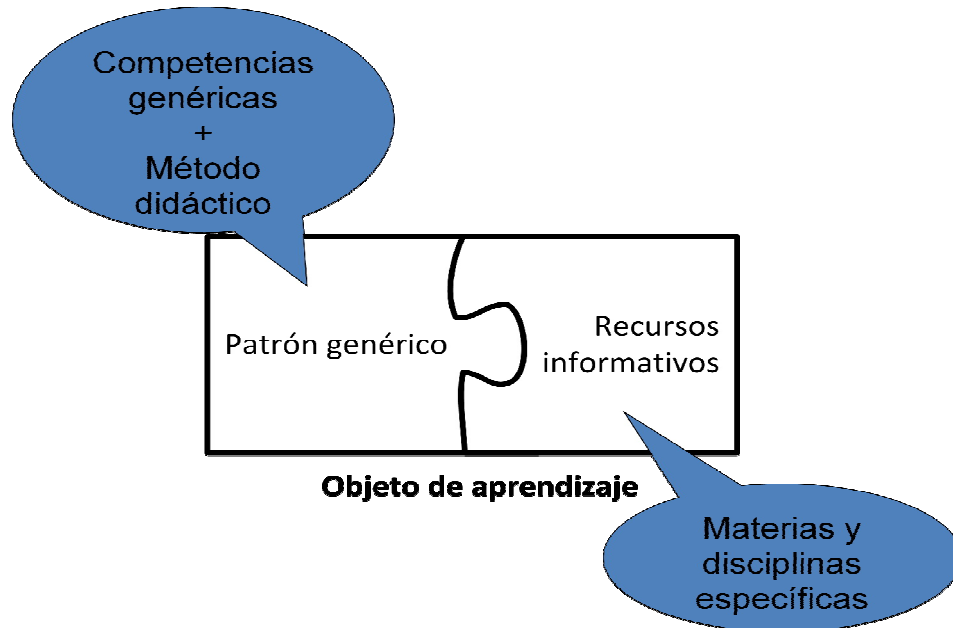 Competencias
genéricas
+
Método
didáctico
Patrón genérico
Recursos
informativos
Objeto de aprendizaje
Materias y
disciplinas
específicas